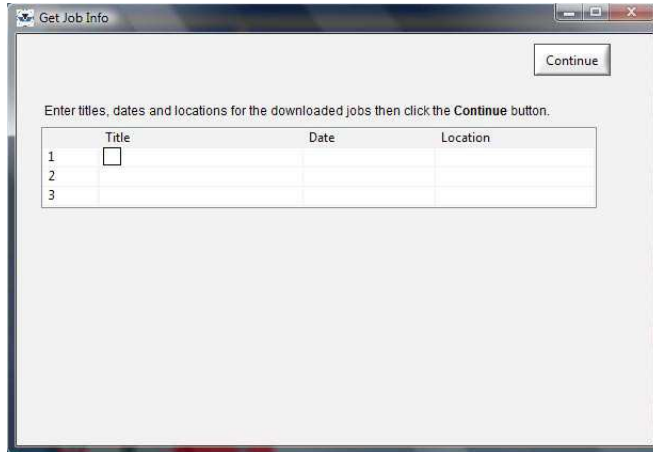 Get Job Info
Continue
Enter titles, dates and locations for the downloaded jobs then click the Continue button.
Title Date Location
1
2
3